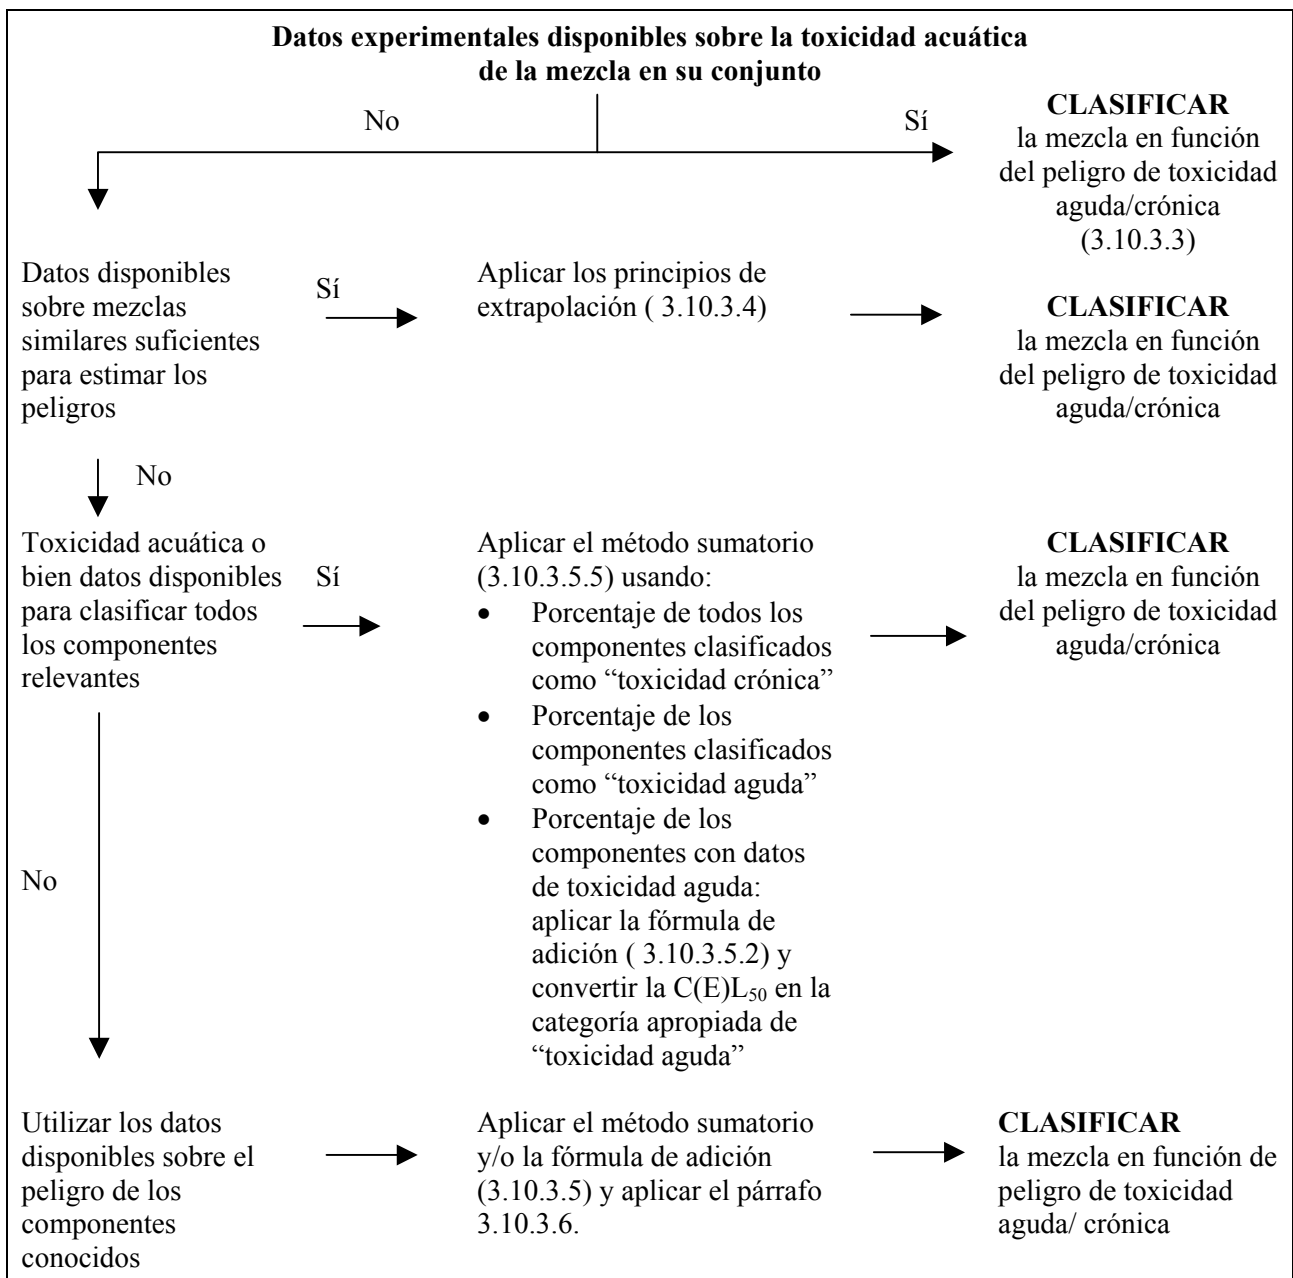 Datos experimentales disponibles sobre la toxicidad acuática
de la mezcla en su conjunto
No
Sí
CLASIFICAR
la mezcla en función
del peligro de toxicidad
aguda/crónica
(3.10.3.3)
Datos disponibles
sobre mezclas
similares suficientes
para estimar los
peligros
Sí
Aplicar los principios de
extrapolación ( 3.10.3.4)
CLASIFICAR
la mezcla en función
del peligro de toxicidad
aguda/crónica
No
Toxicidad acuática o
bien datos disponibles
para clasificar todos
los componentes
relevantes
Sí
Aplicar el método sumatorio
(3.10.3.5.5) usando:
• Porcentaje de todos los
componentes clasificados
como “toxicidad crónica”
• Porcentaje de los
componentes clasificados
como “toxicidad aguda”
• Porcentaje de los
componentes con datos
de toxicidad aguda:
aplicar la fórmula de
adición ( 3.10.3.5.2) y
convertir la C(E)L50 en la
categoría apropiada de
“toxicidad aguda”
CLASIFICAR
la mezcla en función
del peligro de toxicidad
aguda/crónica
No
Utilizar los datos
disponibles sobre el
peligro de los
componentes
conocidos
Aplicar el método sumatorio
y/o la fórmula de adición
(3.10.3.5) y aplicar el párrafo
3.10.3.6.
CLASIFICAR
la mezcla en función de
peligro de toxicidad
aguda/ crónica